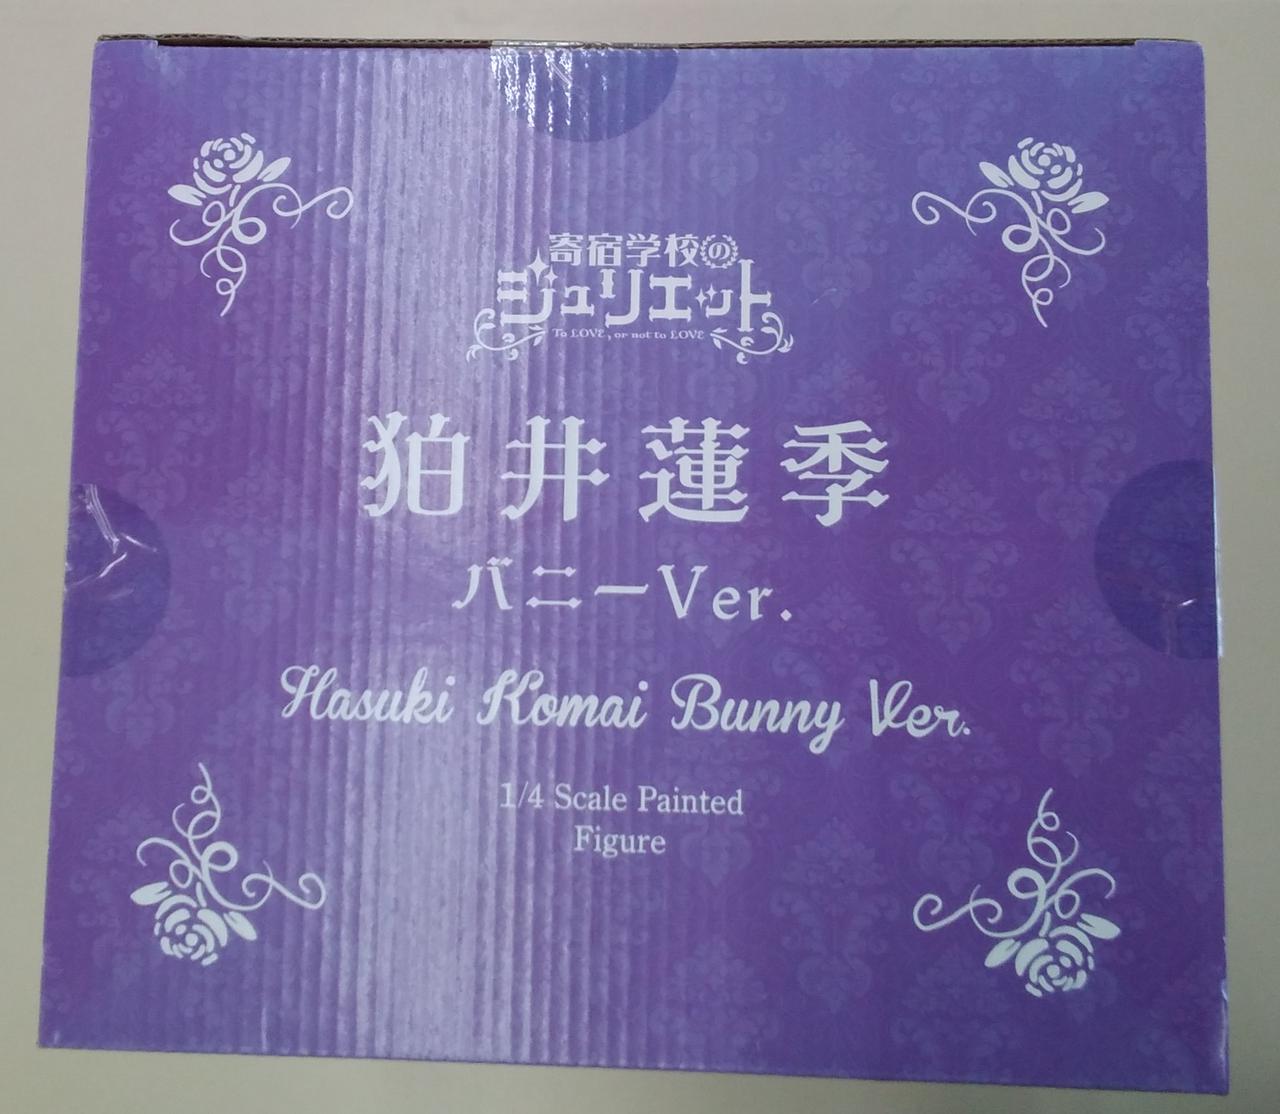 寄宿学校の
ジュリエット
To LOVE, or not to LOVE
狛井蓮季
バニーVer.
Hasuki Komai Bunny Ver.
1/4 Scale Painted
Figure